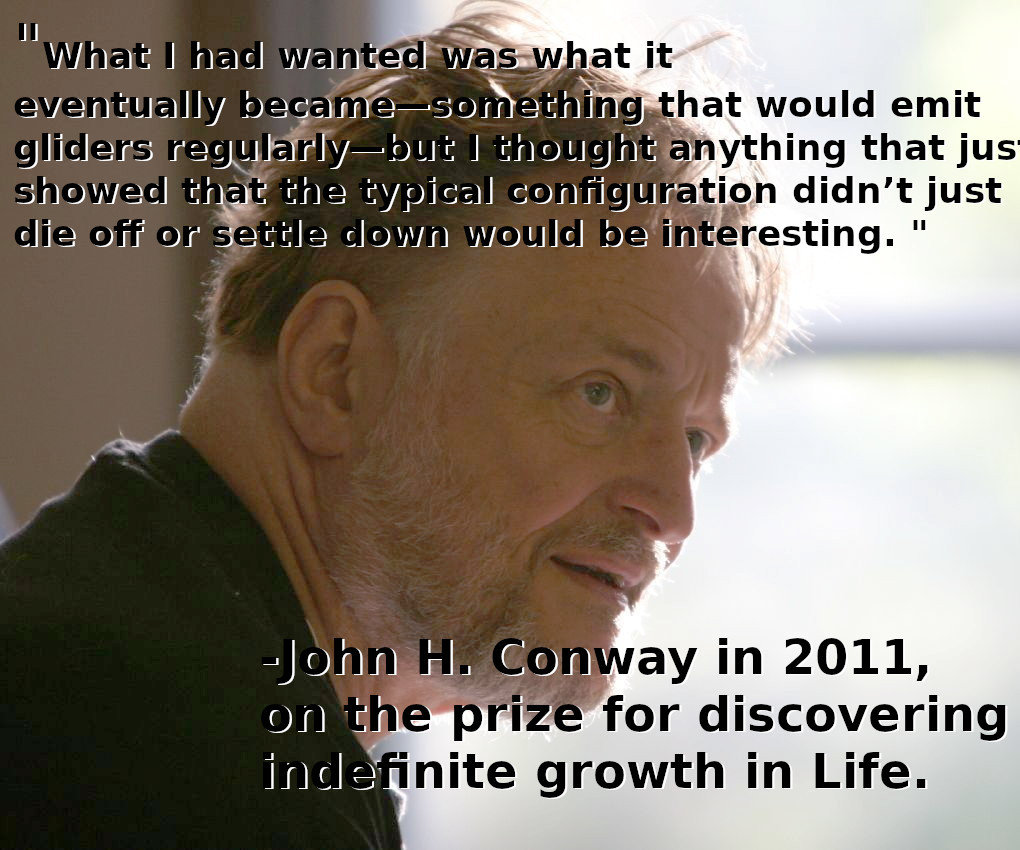 "What I had wanted was what it
eventually became—something that would emit
gliders regularly—but I thought anything that just
showed that the typical configuration didn’t just
die off or settle down would be interesting. "
-John H. Conway in 2011,
on the prize for discovering
indefinite growth in Life.